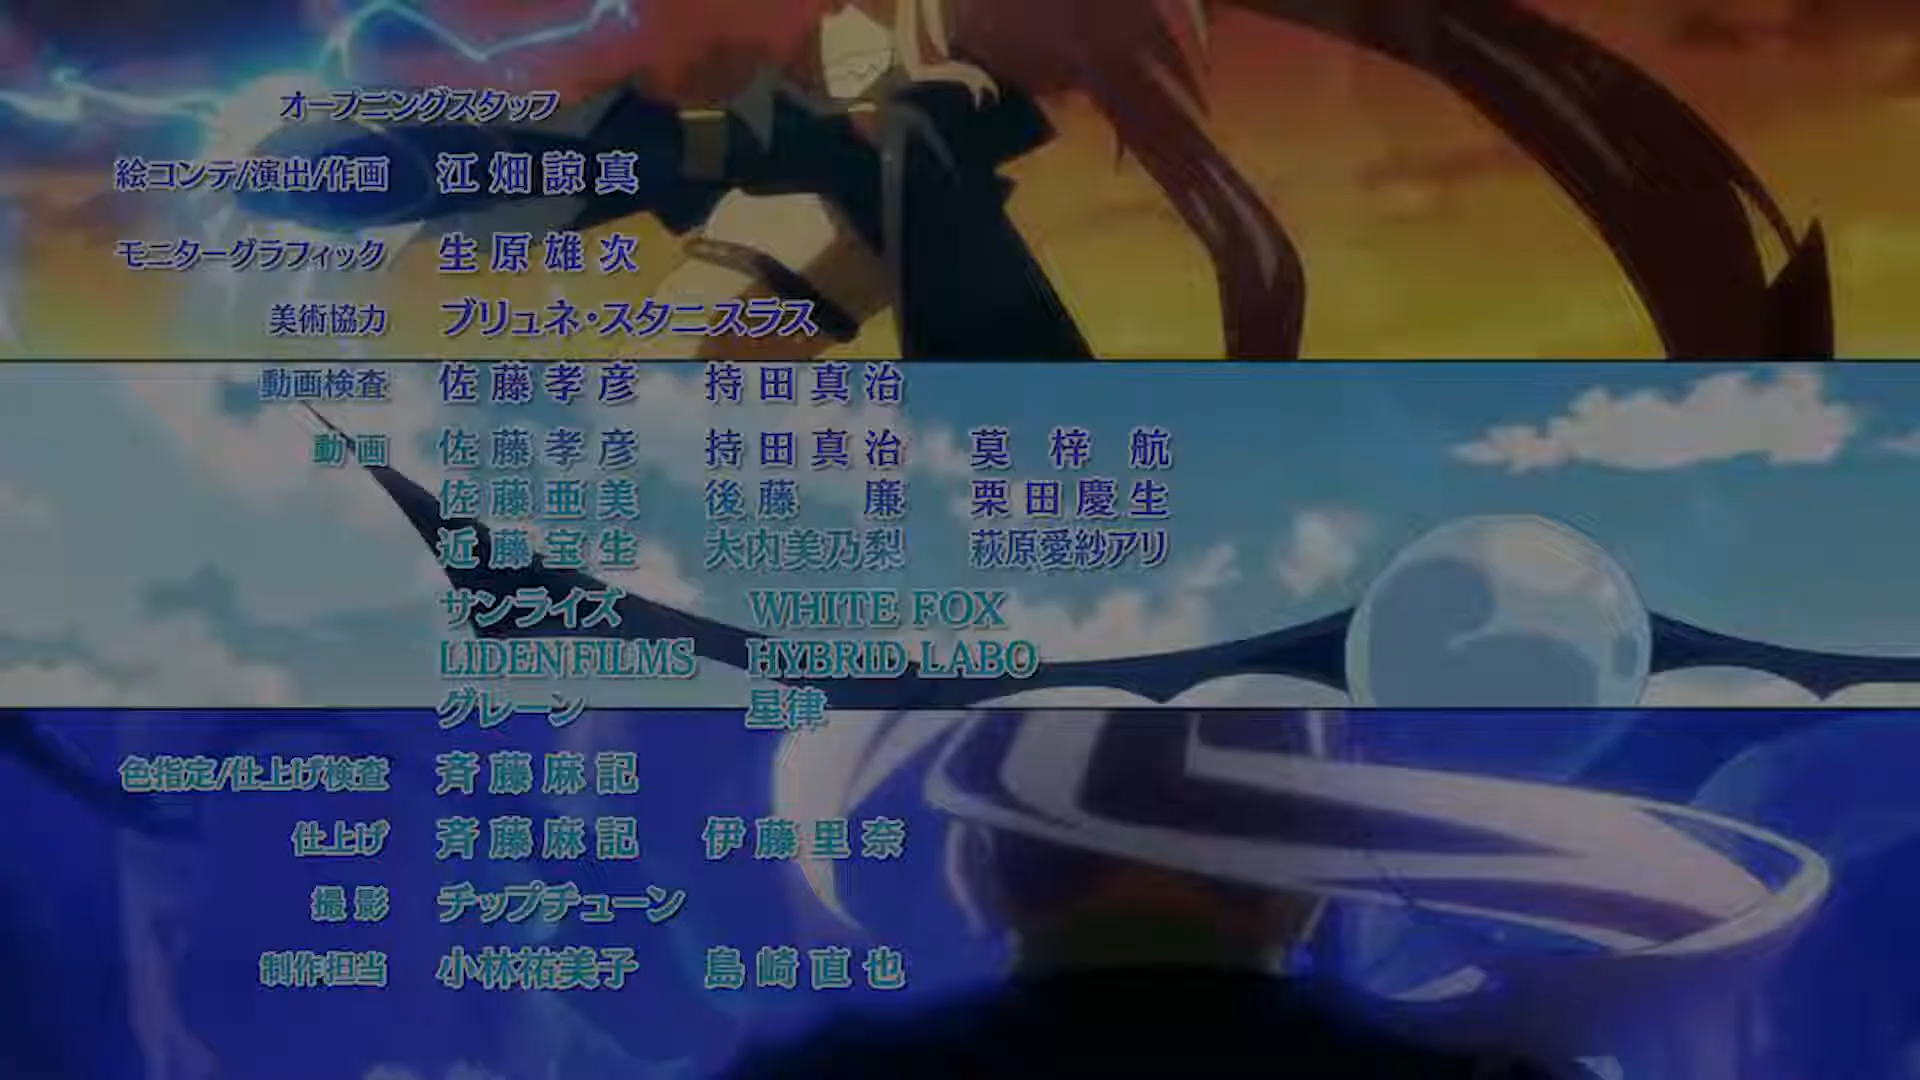 オープニングスタッフ
絵コンテ/演出/作画 江畑諒真
モニターグラフィック 生原雄次
美術協力 ブリュネ・スタニスラス
動画検査 佐藤孝彦 持田真治
動画 佐藤孝彦 持田真治 莫梓航
佐藤亜美 後藤廉 栗田慶生
近藤宝生 大内美乃梨 萩原愛紗アリ
サンライズ WHITE FOX
LIDENFILMS HYBRID LABO
グレーン 星律
色指定/仕上げ検査 斉藤麻記
仕上げ 斉藤麻記 伊藤里奈
撮影 チップチューン
制作担当 小林祐美子 島崎直也